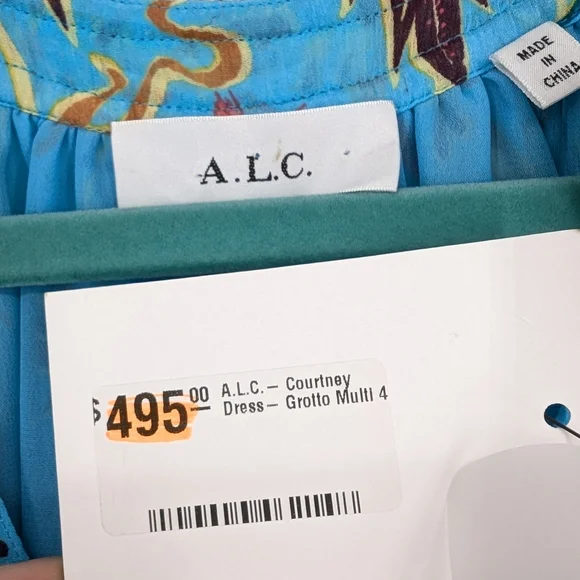 MADE
IN
CHINA
A.L.C.
$495.00 A.L.C.— Courtney
Dress— Grotto Multi 4